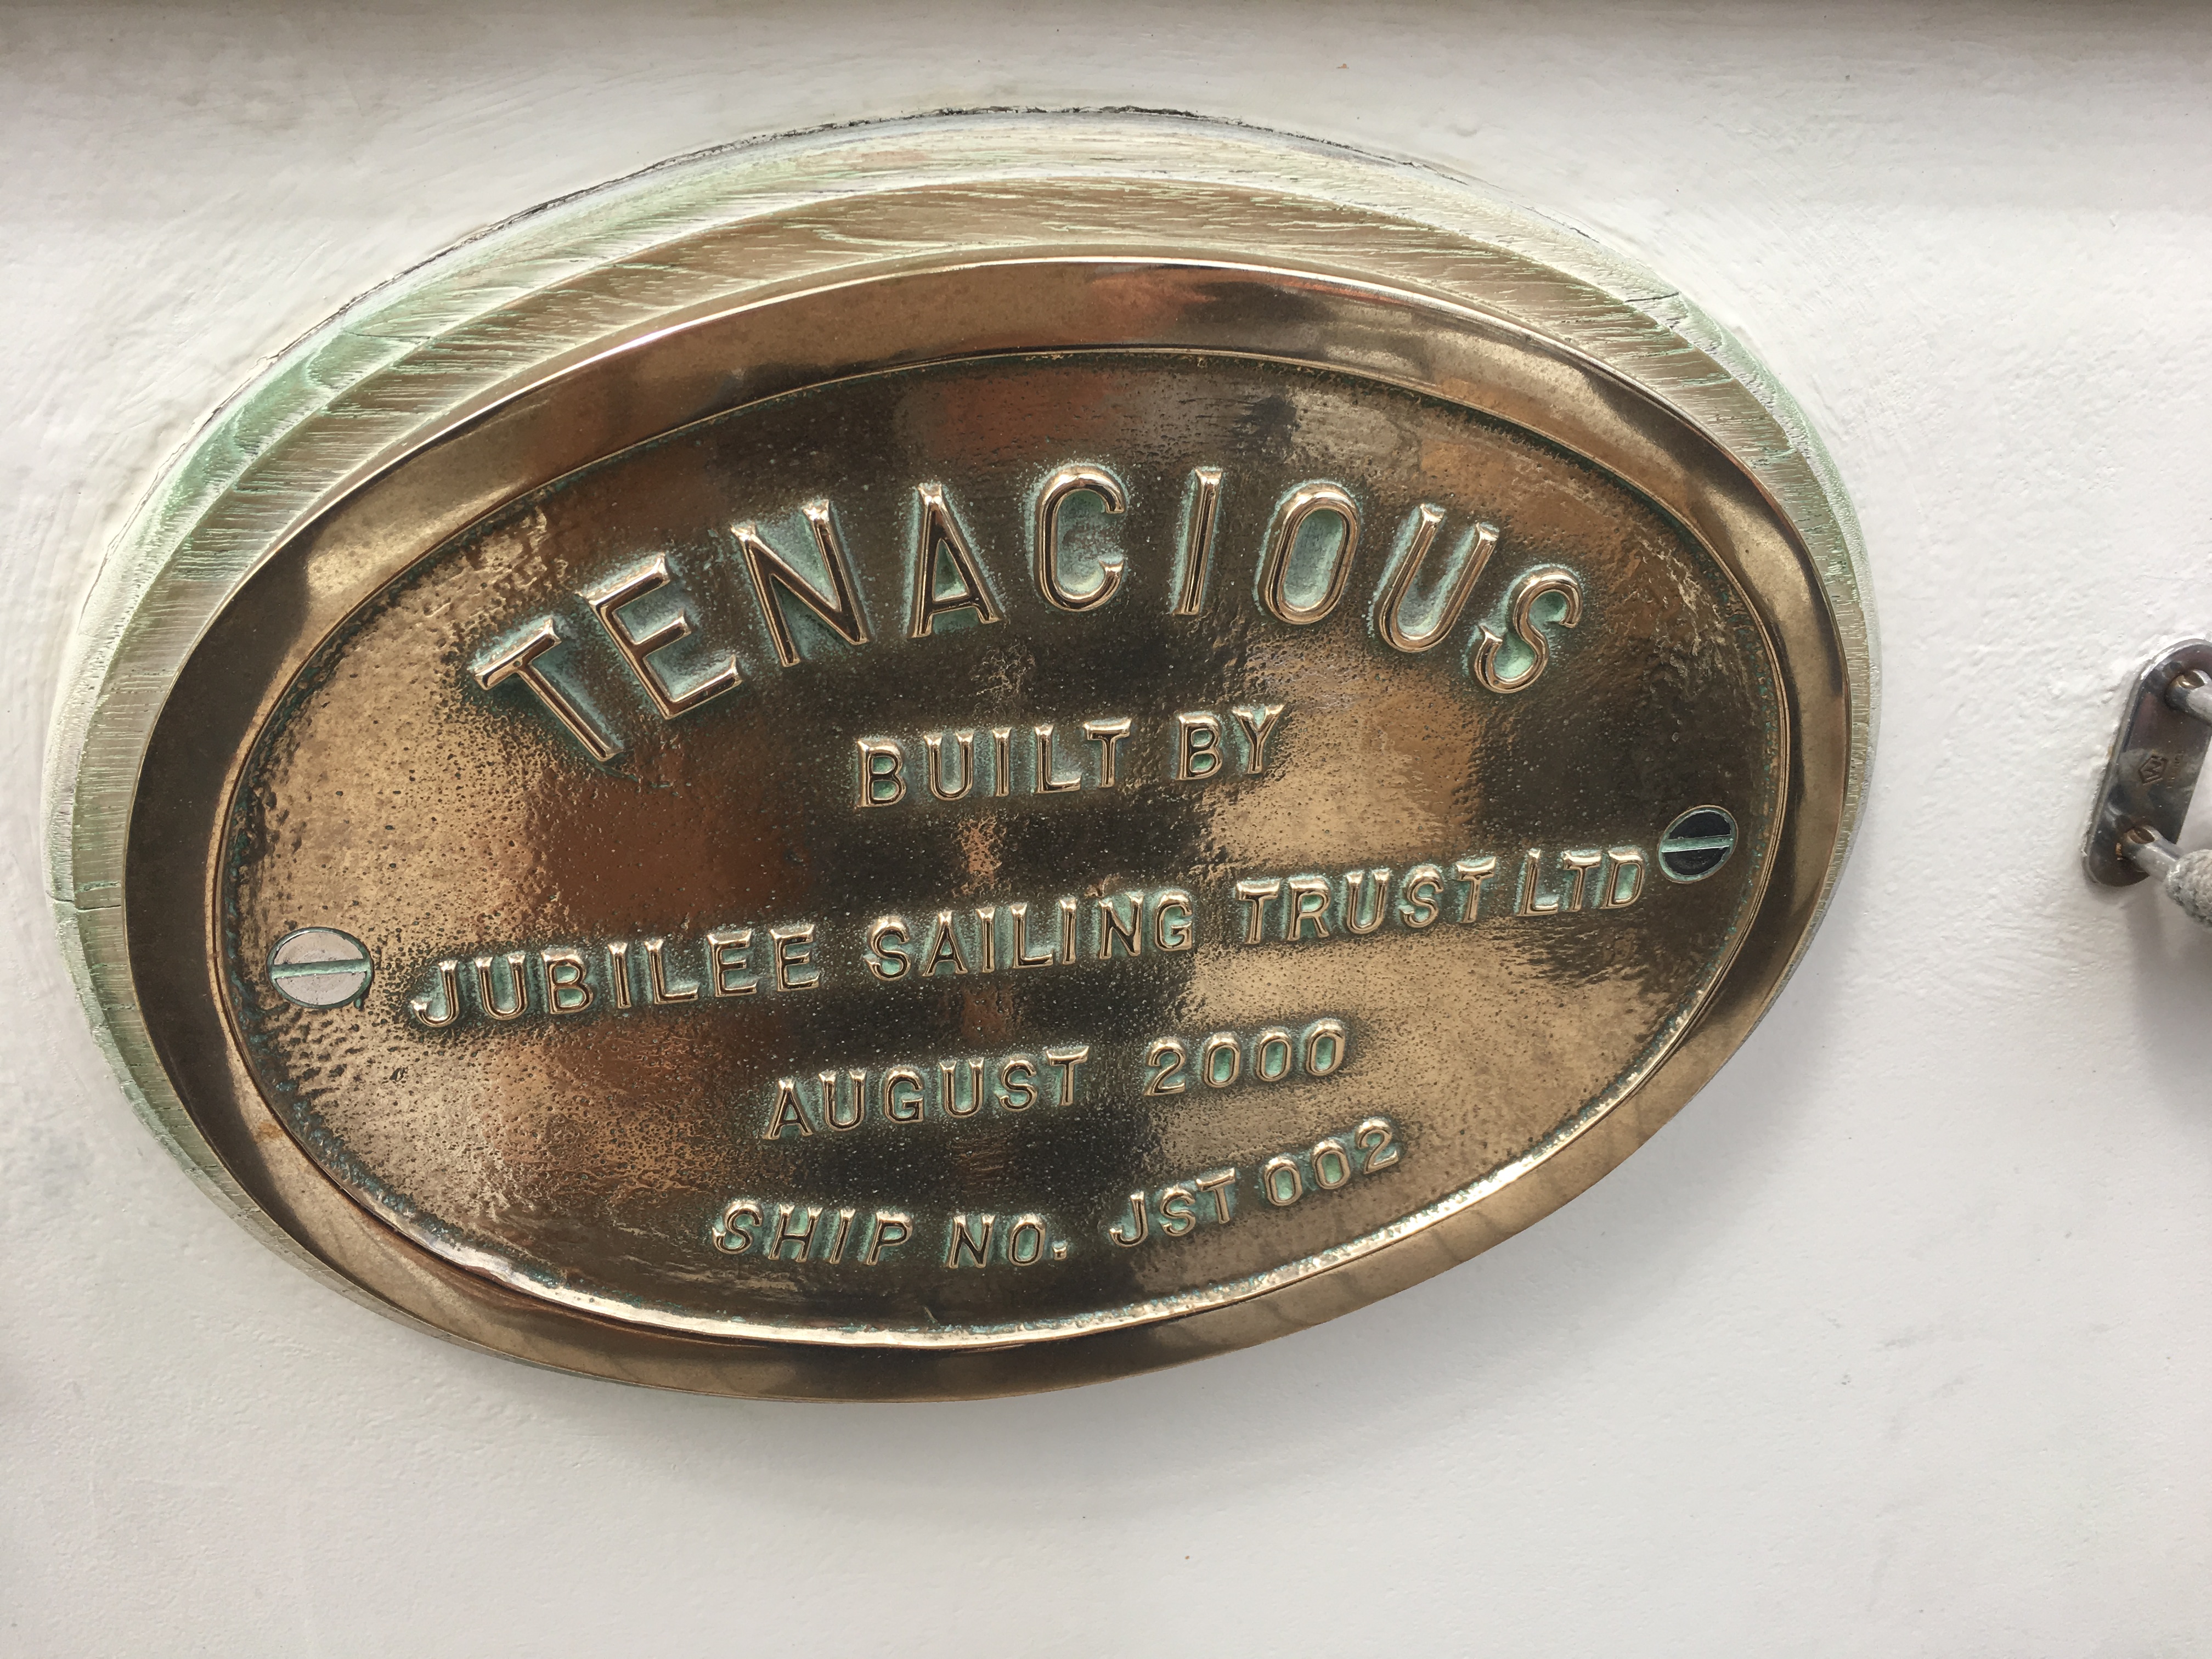 TENACIOUS
BUILT BY
JUBILEE SAILING TRUST LTD
AUGUST 2000
SHIP NO. JST 002